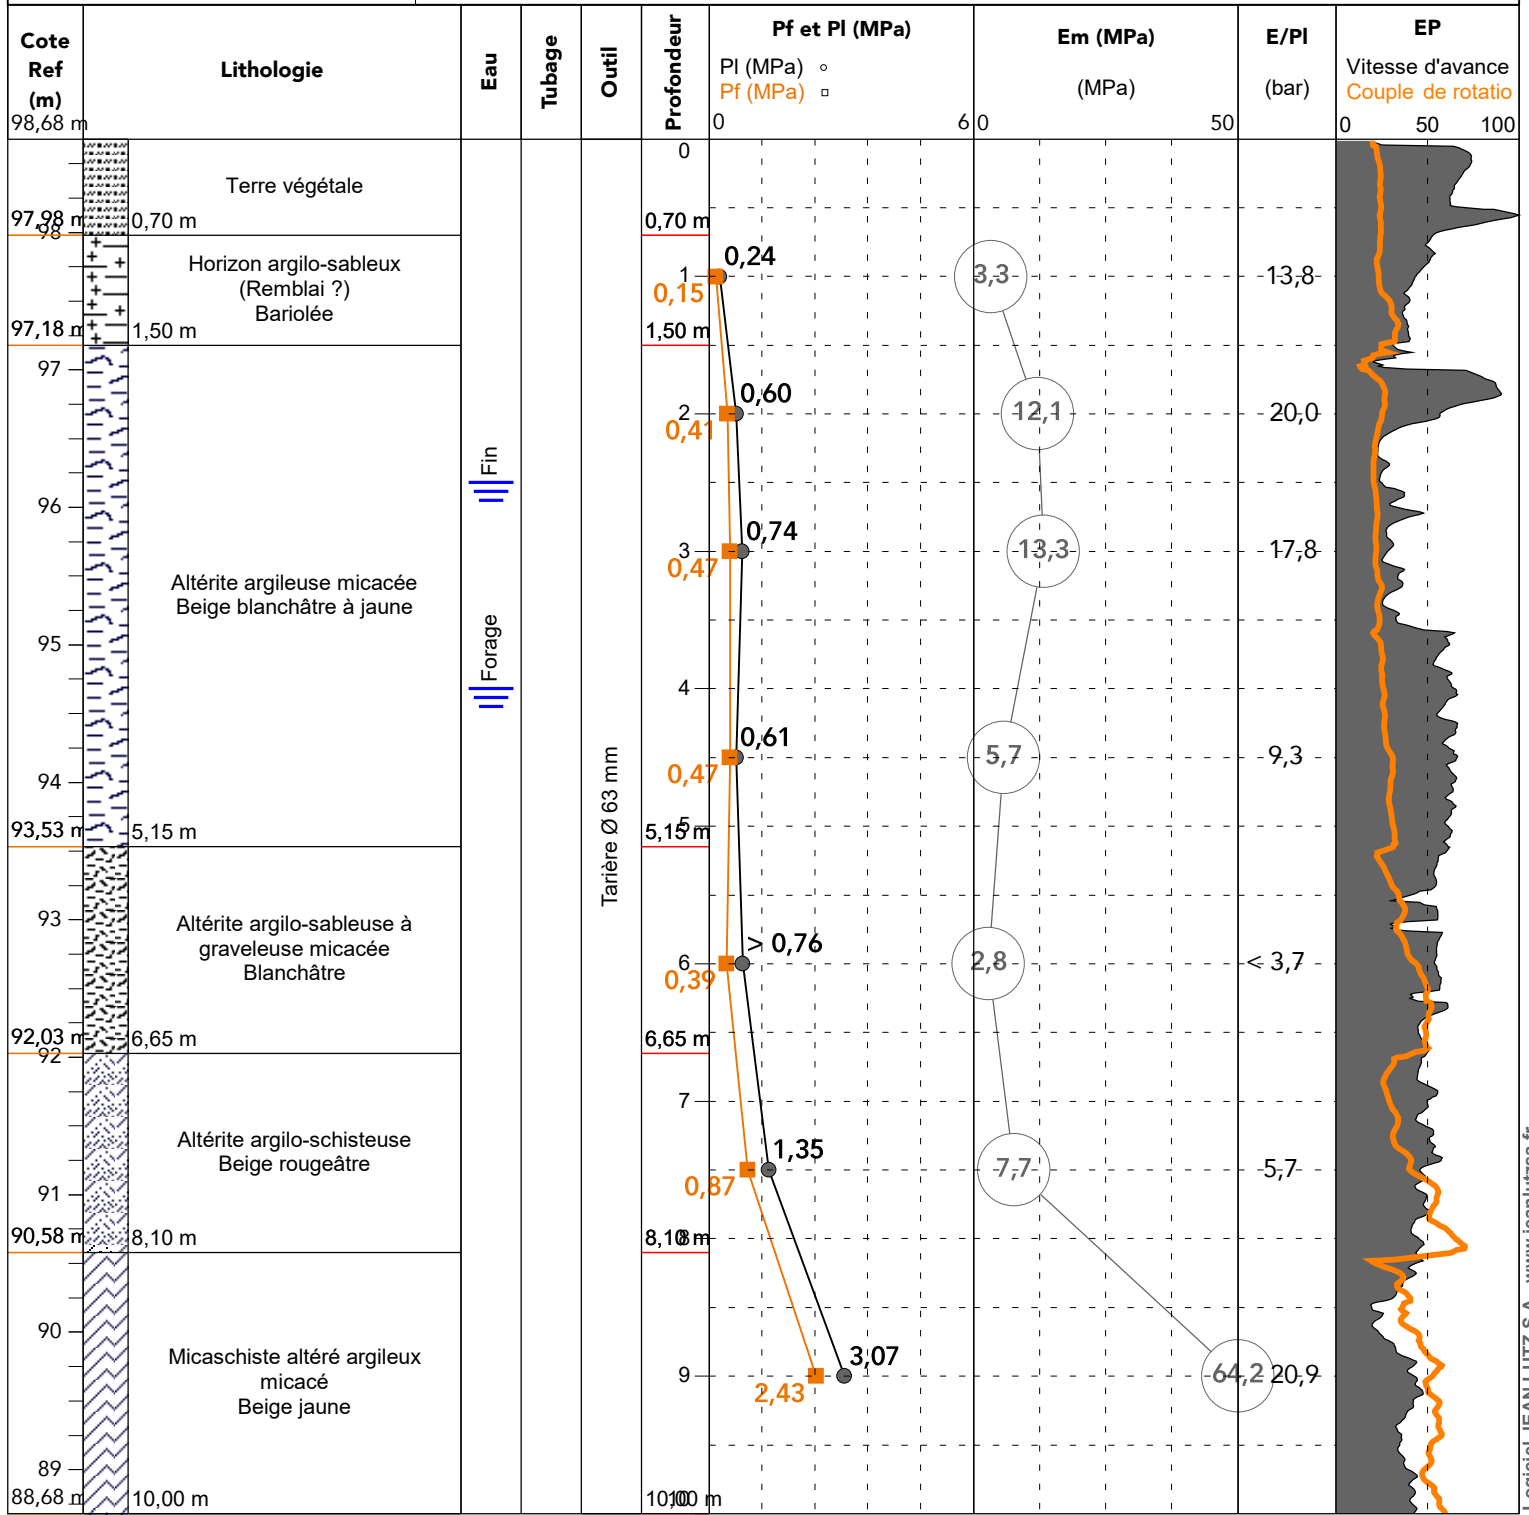 Cote
Ref
(m)
98,68 m
Lithologie
Eau
Tubage
Outil
Profondeur
Pf et Pl (MPa)
Pl (MPa)
Pf (MPa)
0 6
Em (MPa)
(MPa)
0 50
E/Pl
(bar)
EP
Vitesse d'avance
Couple de rotatio
0 50 100
0
Terre végétale
97,98 m
98
0,70 m
0,70 m
Horizon argilo-sableux
(Remblai ?)
Bariolée
0,24
1
0,15
3,3
13,8
97,18 m
1,50 m
1,50 m
97
0,60
2
0,41
12,1
20,0
Fin
96
0,74
3
0,47
13,3
17,8
Altérite argileuse micacée
Beige blanchâtre à jaune
95
Forage
4
0,61
0,47
5,7
9,3
94
Tarière Ø 63 mm
93,53 m
5,15 m
5
5,15 m
93
Altérite argilo-sableuse à
graveleuse micacée
Blanchâtre
> 0,76
6
0,39
2,8
< 3,7
92,03 m
92
6,65 m
6,65 m
7
Altérite argilo-schisteuse
Beige rougeâtre
1,35
0,87
7,7
5,7
91
90,58 m
8,10 m
8
8,10 m
90
Micaschiste altéré argileux
micacé
Beige jaune
3,07
9
2,43
64,2
20,9
89
88,68 m
10,00 m
10
10,00 m